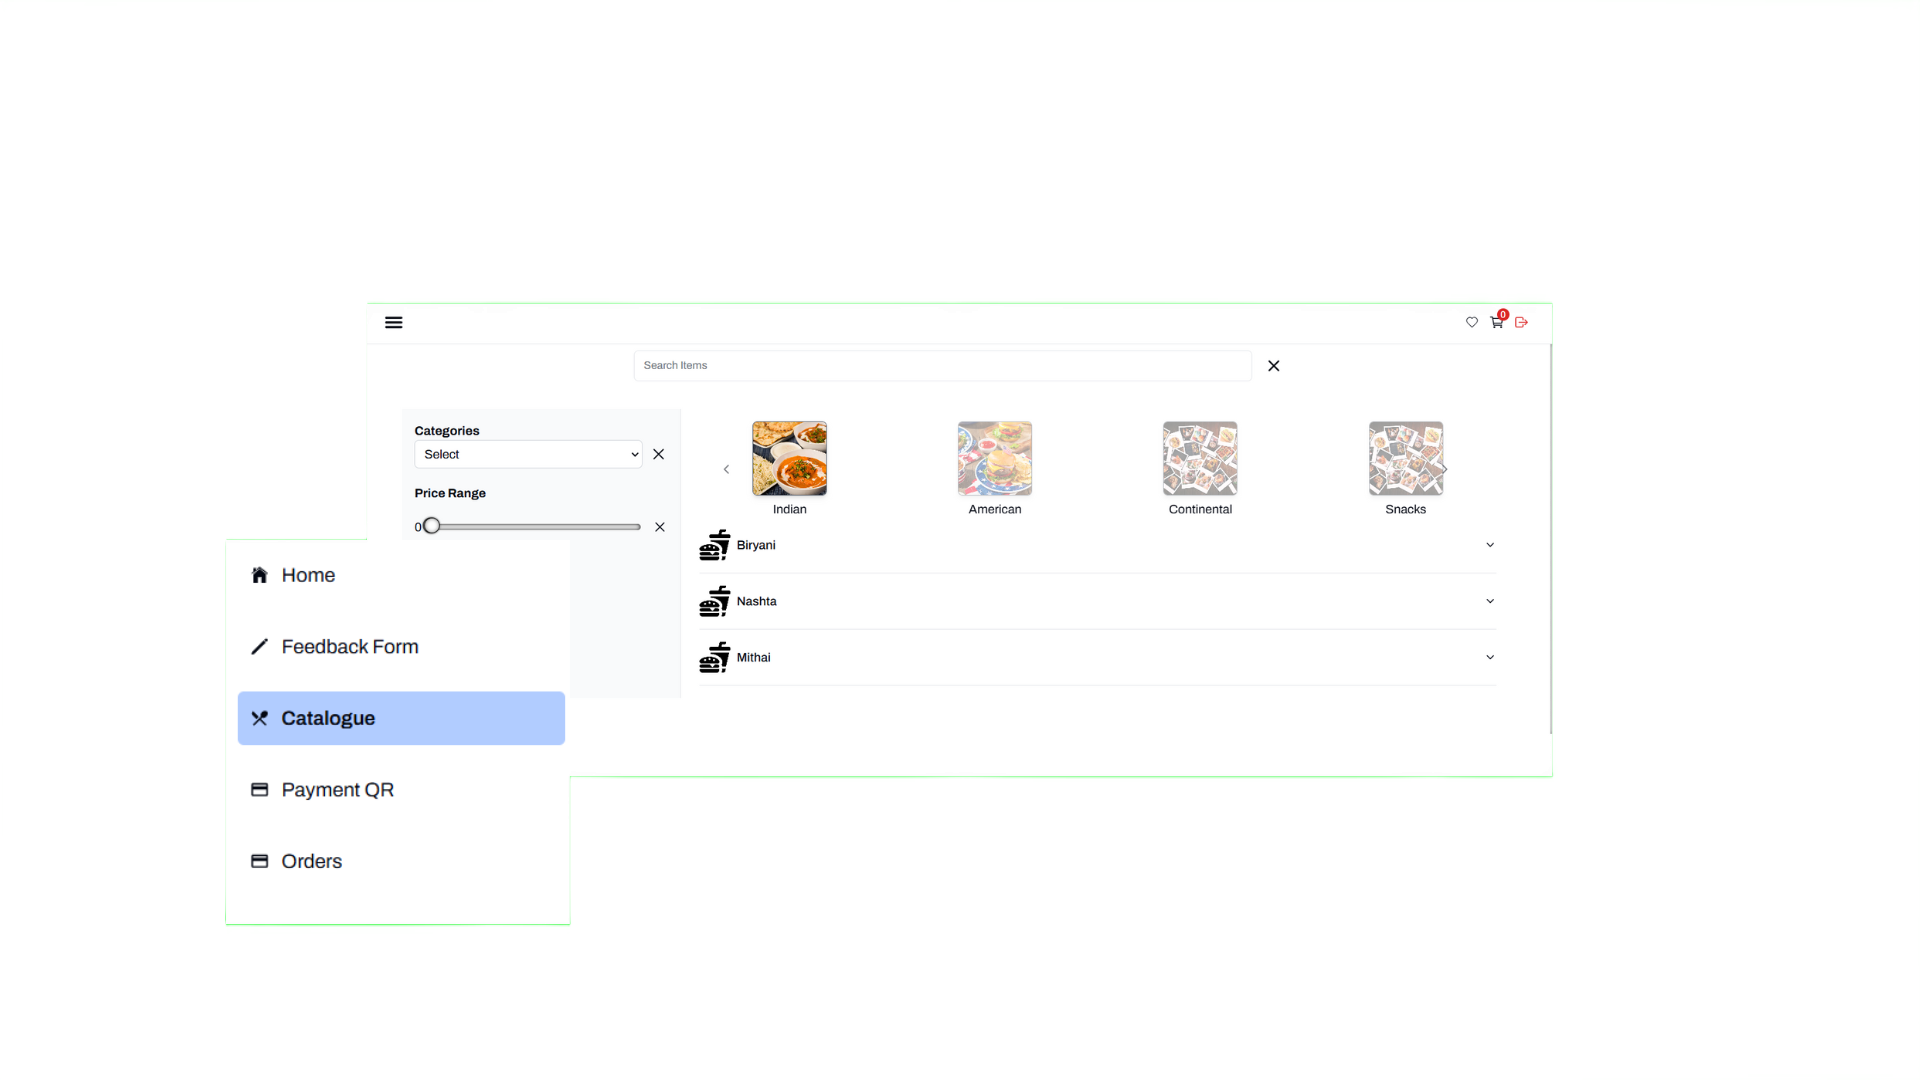 0
Search Items
Categories
Select
Price Range
0
Indian
American
Continental
Snacks
Biryani
Nashta
Mithai
Home
Feedback Form
Catalogue
Payment QR
Orders